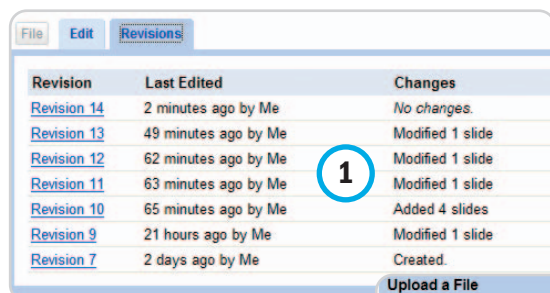 File Edit Revisions
Revision Last Edited Changes
Revision 14 2 minutes ago by Me No changes.
Revision 13 49 minutes ago by Me Modified 1 slide
Revision 12 62 minutes ago by Me Modified 1 slide
Revision 11 63 minutes ago by Me Modified 1 slide
Revision 10 65 minutes ago by Me Added 4 slides
Revision 9 21 hours ago by Me Modified 1 slide
Revision 7 2 days ago by Me Created.
1
Upload a File